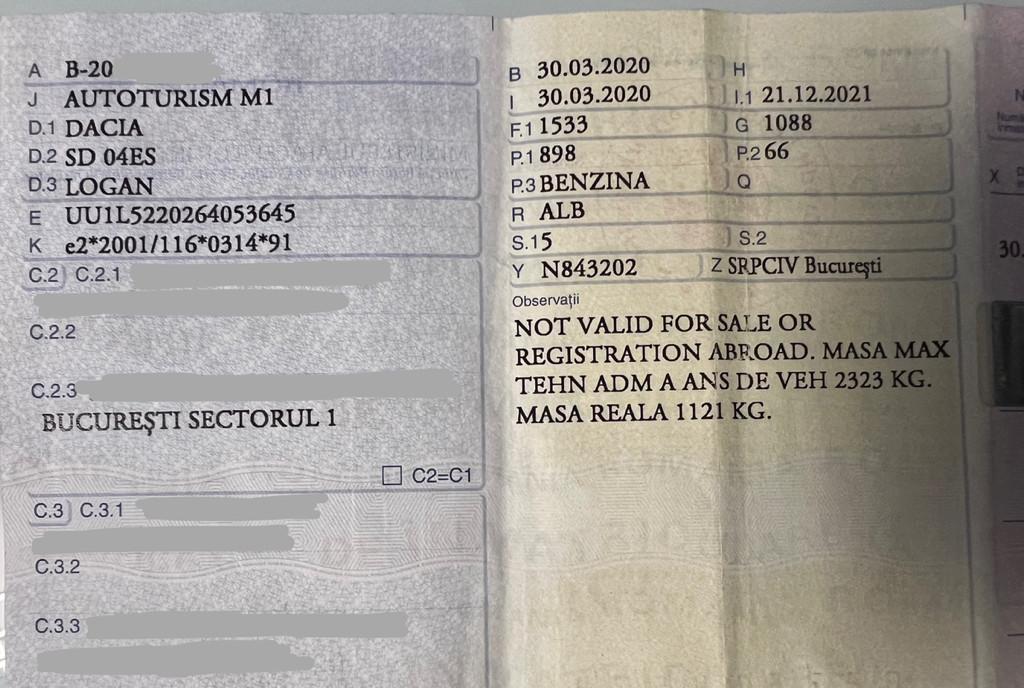 A B-20
J AUTOTURISM M1
D.1 DACIA
D.2 SD 04ES
D.3 LOGAN
E UU1L5220264053645
K e2*2001/116*0314*91
C.2 C.2.1
C.2.2
C.2.3
BUCUREŞTI SECTORUL 1
C2=C1
C.3 C.3.1
C.3.2
C.3.3
B 30.03.2020 H
I 30.03.2020 I.1 21.12.2021
F.1 1533 G 1088
P.1 898 P.2 66
P.3 BENZINA Q
R ALB
S.1 5 S.2
Y N843202 Z SRPCIV Bucureşti
Observaţii
NOT VALID FOR SALE OR
REGISTRATION ABROAD. MASA MAX
TEHN ADM A ANS DE VEH 2323 KG.
MASA REALA 1121 KG.
X
30.